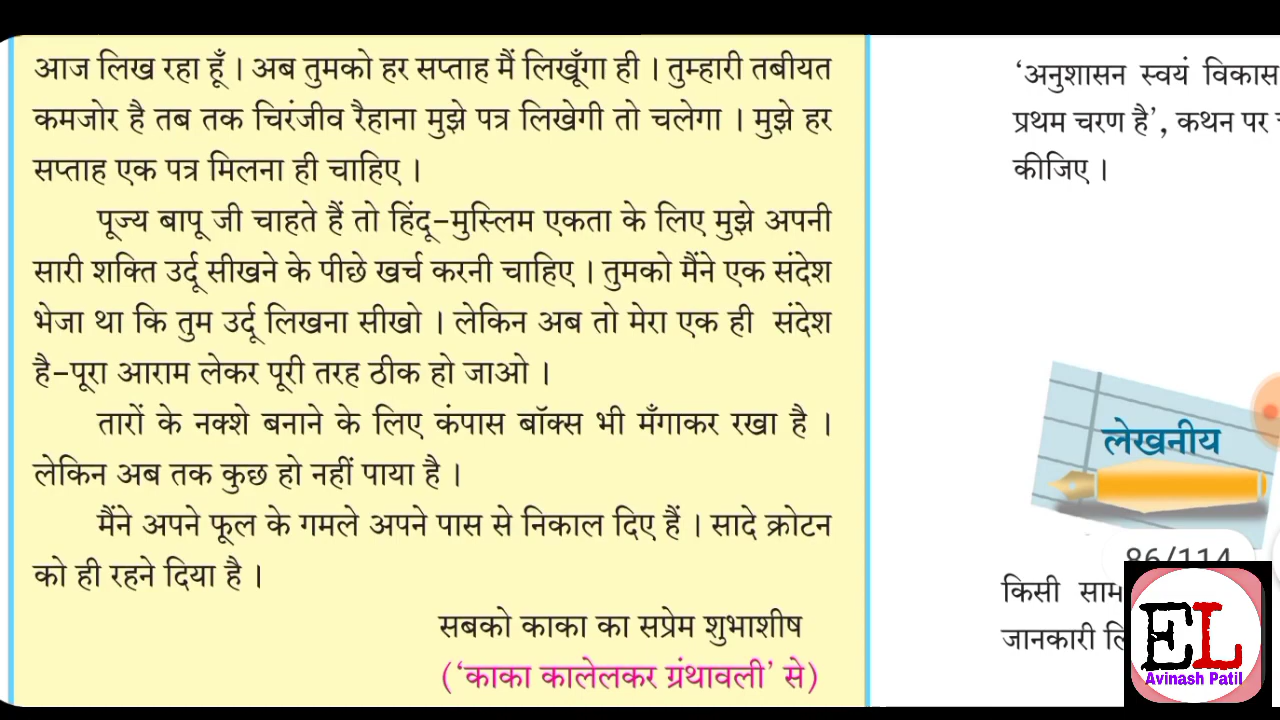 आज लिख रहा हूँ । अब तुमको हर सप्ताह मैं लिखूँगा ही । तुम्हारी तबीयत
कमजोर है तब तक चिरंजीव रैहाना मुझे पत्र लिखेगी तो चलेगा । मुझे हर
सप्ताह एक पत्र मिलना ही चाहिए ।
पूज्य बापू जी चाहते हैं तो हिंदू-मुस्लिम एकता के लिए मुझे अपनी
सारी शक्ति उर्दू सीखने के पीछे खर्च करनी चाहिए । तुमको मैंने एक संदेश
भेजा था कि तुम उर्दू लिखना सीखो । लेकिन अब तो मेरा एक ही संदेश
है-पूरा आराम लेकर पूरी तरह ठीक हो जाओ ।
तारों के नक्शे बनाने के लिए कंपास बॉक्स भी मँगाकर रखा है ।
लेकिन अब तक कुछ हो नहीं पाया है ।
मैंने अपने फूल के गमले अपने पास से निकाल दिए हैं । सादे क्रोटन
को ही रहने दिया है ।
सबको काका का सप्रेम शुभाशीष
('काका कालेलकर ग्रंथावली' से)
'अनुशासन स्वयं विकास
प्रथम चरण है', कथन पर
कीजिए ।
लेखनीय
86/114
किसी
जानकारी
EL
Avinash Patil